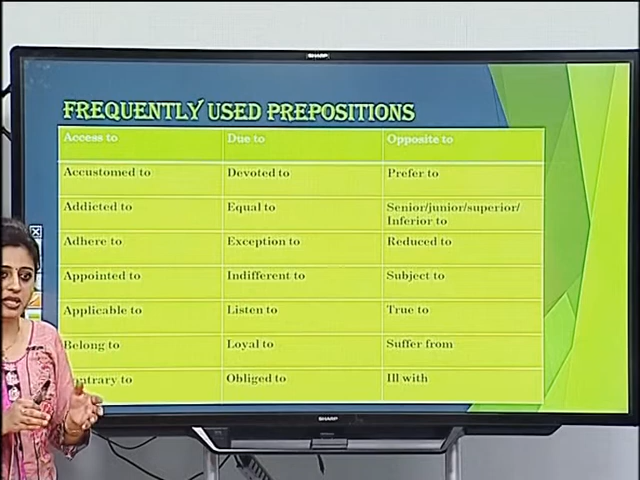 SHARP
FREQUENTLY USED PREPOSITIONS
Access to Due to Opposite to
Accustomed to Devoted to Prefer to
Addicted to Equal to Senior/junior/superior/
Inferior to
Adhere to Exception to Reduced to
Appointed to Indifferent to Subject to
Applicable to Listen to True to
Belong to Loyal to Suffer from
ntrary to Obliged to Ill with
SHARP